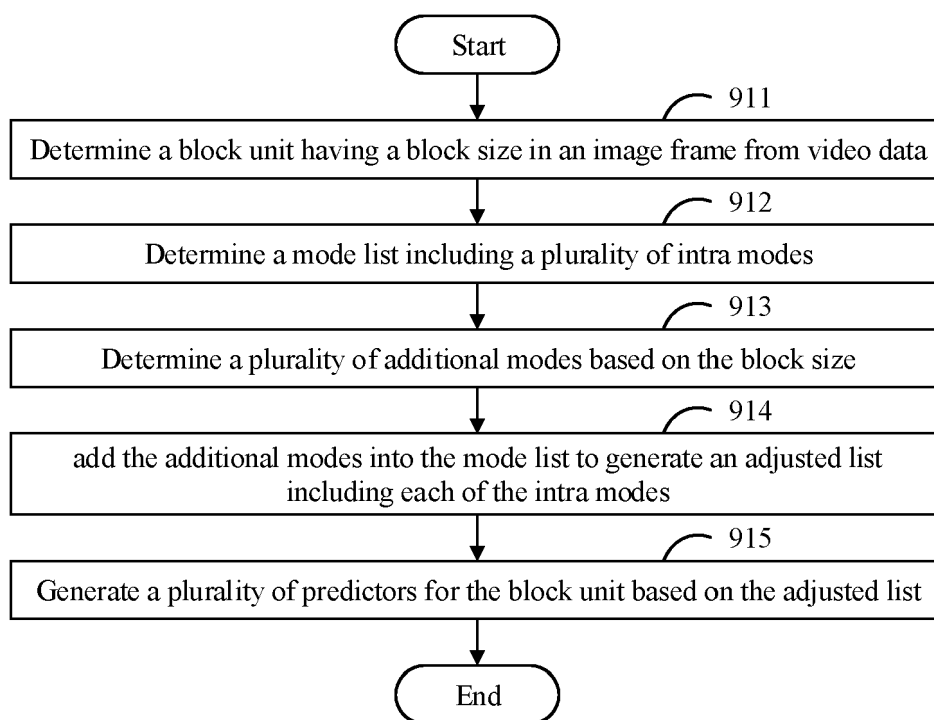 Start
911
Determine a block unit having a block size in an image frame from video data
912
Determine a mode list including a plurality of intra modes
913
Determine a plurality of additional modes based on the block size
914
add the additional modes into the mode list to generate an adjusted list
including each of the intra modes
915
Generate a plurality of predictors for the block unit based on the adjusted list
End